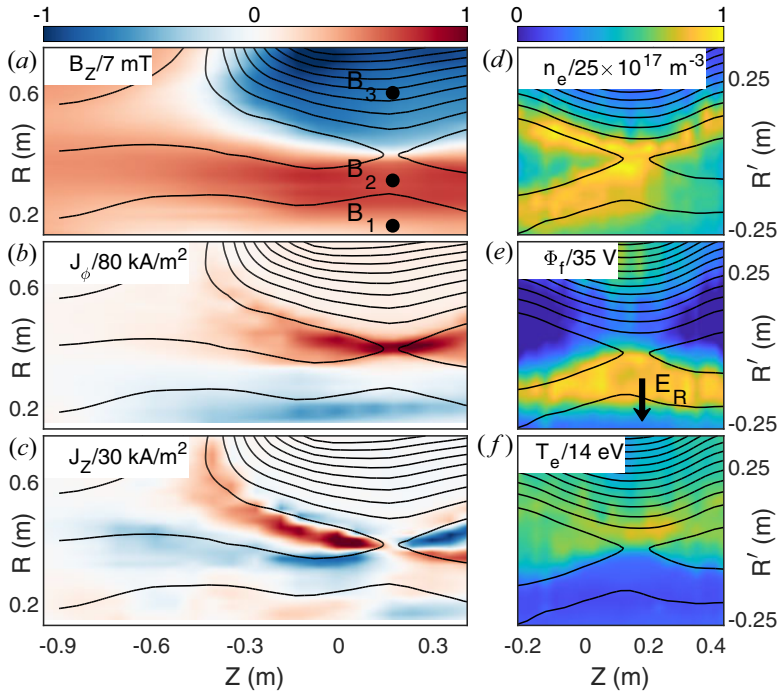 -1 0 1 0 1
(a) B_Z/7 mT B_3 B_2 B_1
R (m) 0.6 0.2
(d) n_e/25×10^17 m^-3
0.25 R′ (m) -0.25
(b) J_ϕ/80 kA/m^2
R (m) 0.6 0.2
(e) Φ_f/35 V E_R
0.25 R′ (m) -0.25
(c) J_Z/30 kA/m^2
R (m) 0.6 0.2
(f) T_e/14 eV
0.25 R′ (m) -0.25
-0.9 -0.6 -0.3 0 0.3 -0.2 0 0.2 0.4
Z (m) Z (m)